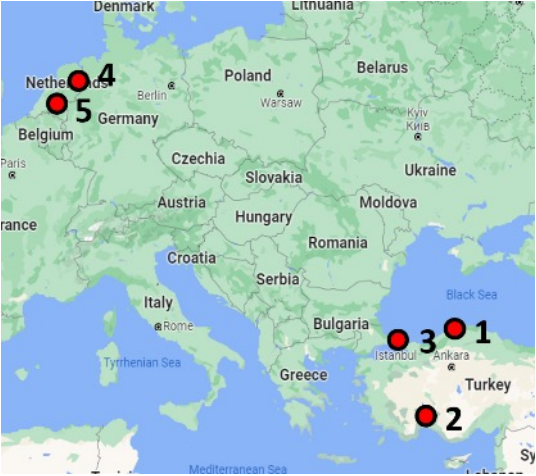 Denmark
Lithuania
4
Netherlands
Berlin
Poland
Belarus
5
Warsaw
Germany
Kyiv
Київ
Belgium
Paris
Czechia
Ukraine
Slovakia
Austria
Moldova
rance
Hungary
Romania
Croatia
Serbia
Black Sea
Italy
Rome
Bulgaria
3
1
Istanbul
Ankara
Tyrrhenian Sea
Greece
Turkey
2
Sy
Mediterranean Sea